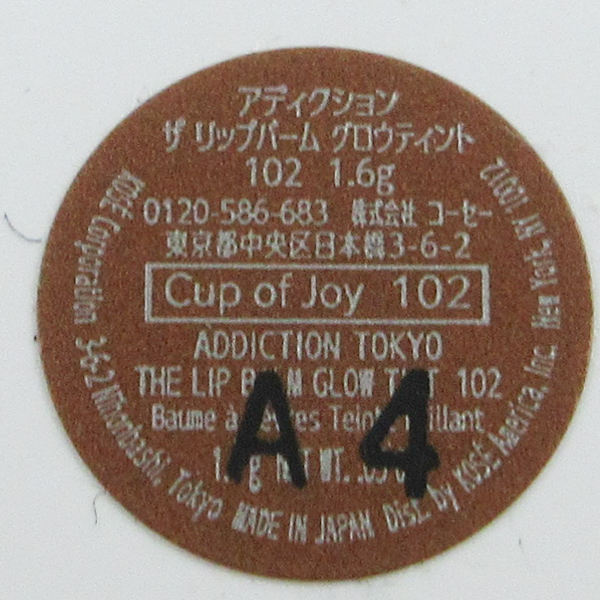 アディクション
ザ リップバーム グロウティント
102 1.6g
0120-586-683 株式会社 コーセー
東京都中央区日本橋3-6-2
Cup of Joy 102
ADDICTION TOKYO
THE LIP GLOW 102
Baume à
NET WT.
A 4
KOSÉ Corporation 3-6-2 Nihonbashi, Tokyo MADE IN JAPAN Dist. by KOSÉ America, Inc. New York, NY 10012